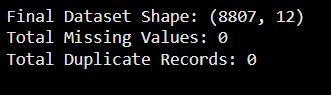 Final Dataset Shape: (8807, 12)
Total Missing Values: 0
Total Duplicate Records: 0